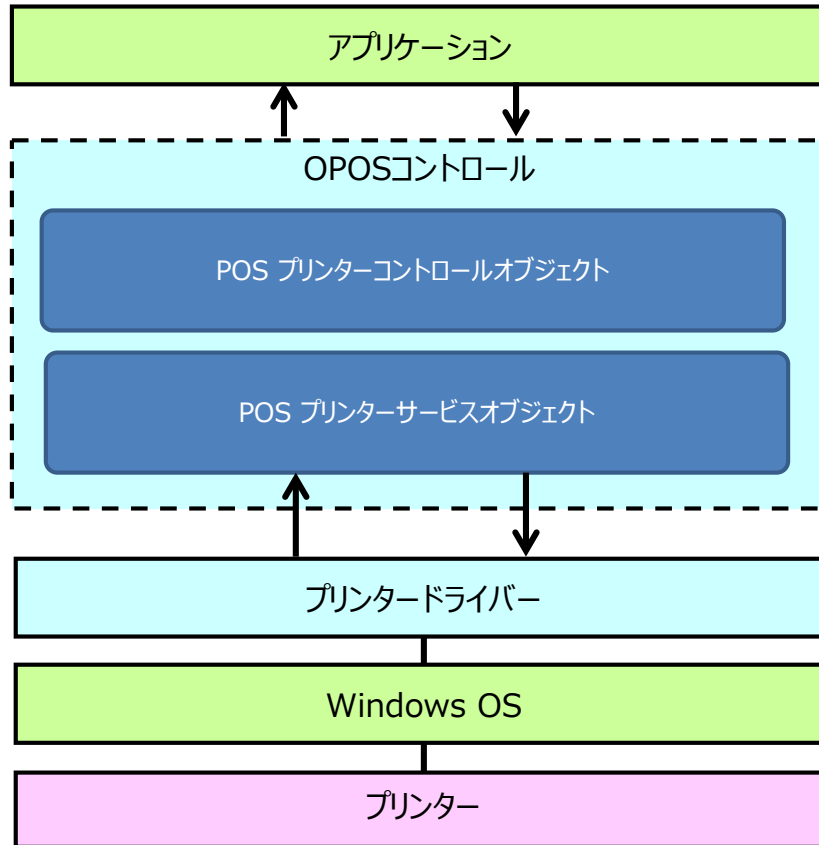 アプリケーション
OPOSコントロール
POS プリンターコントロールオブジェクト
POS プリンターサービスオブジェクト
プリンタードライバー
Windows OS
プリンター